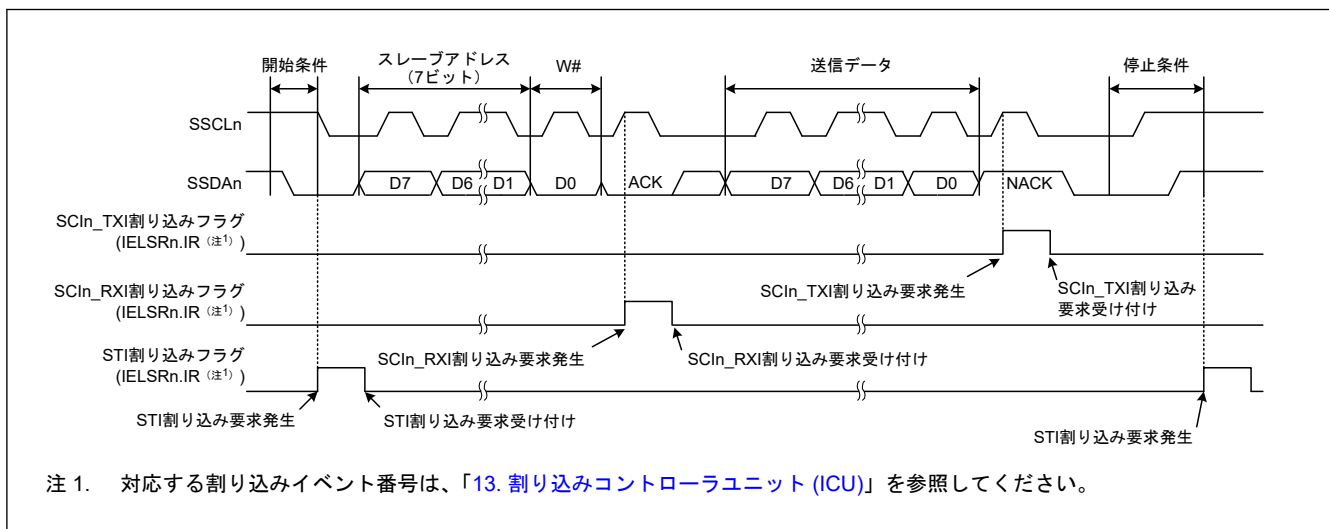 開始条件
スレーブアドレス
(7ビット)
W#
送信データ
停止条件
SSCLn
SSDAn
D7
D6
D1
D0
ACK
D7
D6
D1
D0
NACK
SCIn_TXI割り込みフラグ
(IELSRn.IR（注1）)
SCIn_TXI割り込み要求発生
SCIn_TXI割り込み
要求受け付け
SCIn_RXI割り込みフラグ
(IELSRn.IR（注1）)
SCIn_RXI割り込み要求発生
SCIn_RXI割り込み要求受け付け
STI割り込みフラグ
(IELSRn.IR（注1）)
STI割り込み要求発生
STI割り込み要求受け付け
STI割り込み要求発生
注 1. 対応する割り込みイベント番号は、「13. 割り込みコントローラユニット (ICU)」を参照してください。